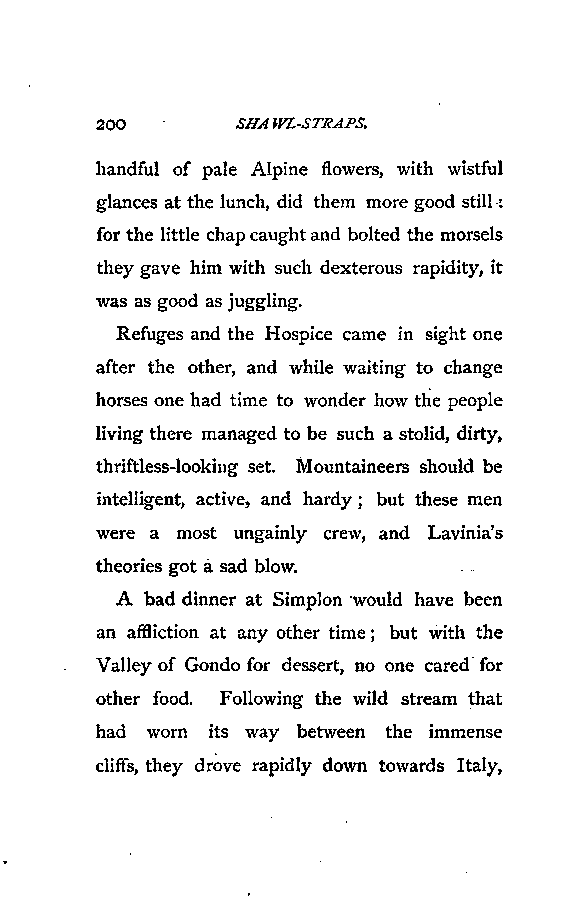 200 SHAWL-STRAPS.
handful of pale Alpine flowers, with wistful
glances at the lunch, did them more good still:
for the little chap caught and bolted the morsels
they gave him with such dexterous rapidity, it
was as good as juggling.
Refuges and the Hospice came in sight one
after the other, and while waiting to change
horses one had time to wonder how the people
living there managed to be such a stolid, dirty,
thriftless-looking set. Mountaineers should be
intelligent, active, and hardy; but these men
were a most ungainly crew, and Lavinia's
theories got a sad blow.
A bad dinner at Simplon would have been
an affliction at any other time; but with the
Valley of Gondo for dessert, no one cared for
other food. Following the wild stream that
had worn its way between the immense
cliffs, they drove rapidly down towards Italy,